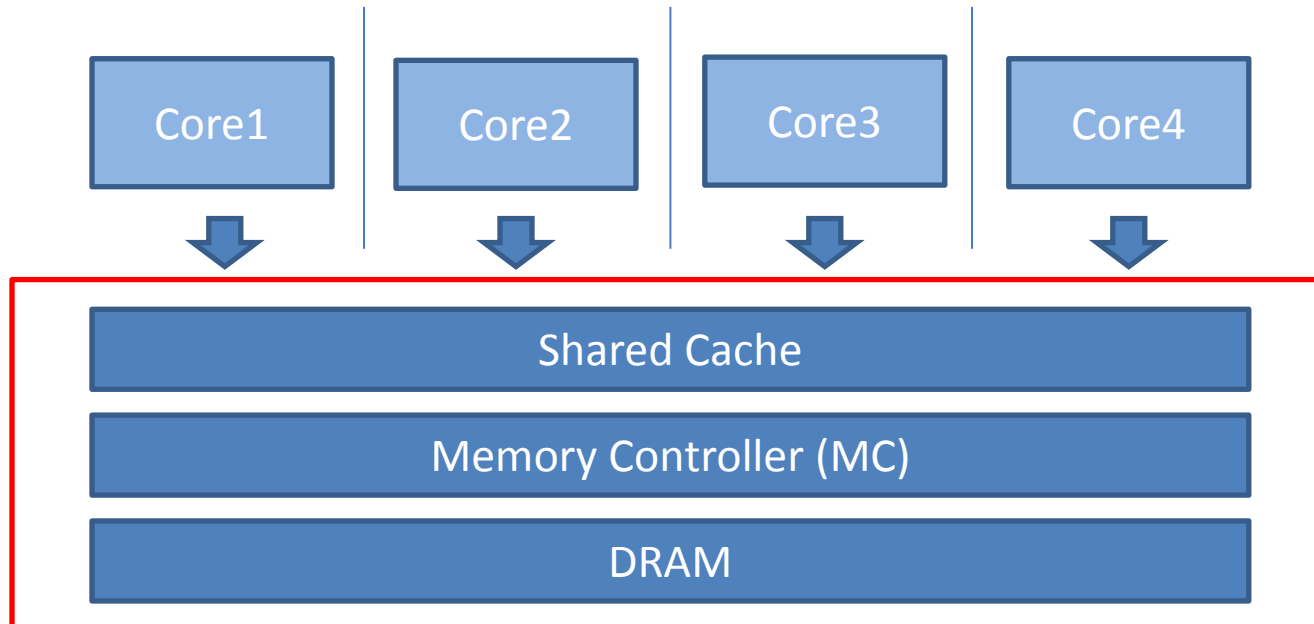 Core1
Core2
Core3
Core4
Shared Cache
Memory Controller (MC)
DRAM